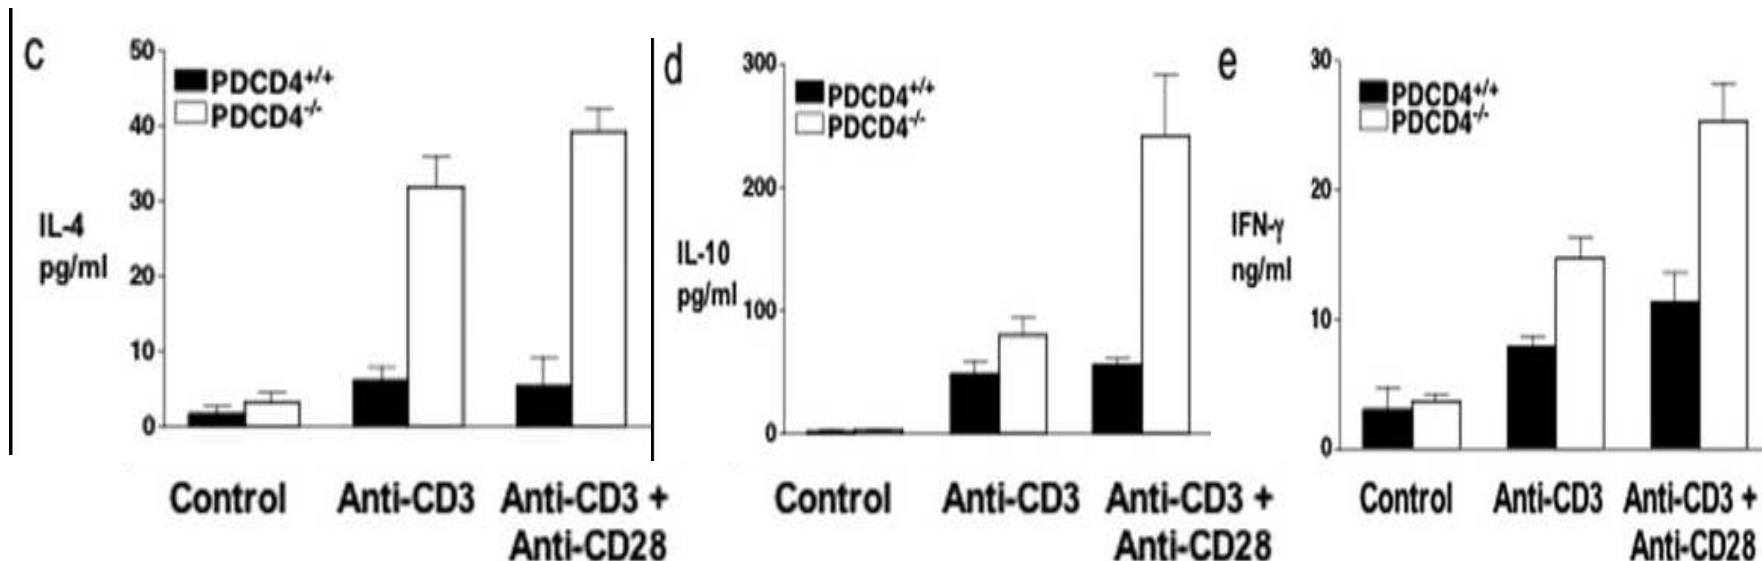 c
50
40
30
20
10
0
PDCD4+/+
PDCD4-/-
IL-4
pg/ml
Control
Anti-CD3
Anti-CD3 +
Anti-CD28
d
300
200
100
0
PDCD4+/+
PDCD4-/-
IL-10
pg/ml
Control
Anti-CD3
Anti-CD3 +
Anti-CD28
e
30
20
10
0
PDCD4+/+
PDCD4-/-
IFN-γ
ng/ml
Control
Anti-CD3
Anti-CD3 +
Anti-CD28